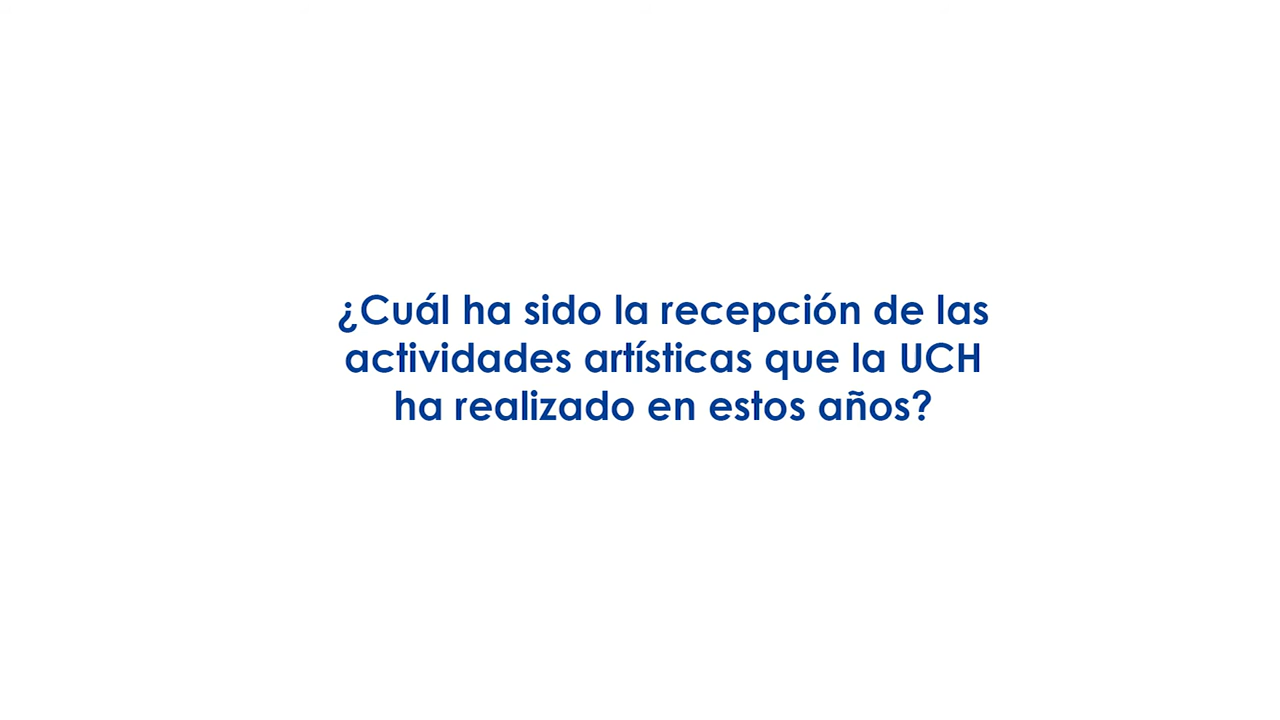 ¿Cuál ha sido la recepción de las
actividades artísticas que la UCH
ha realizado en estos años?